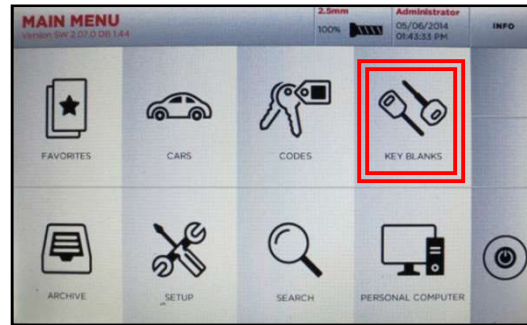 MAIN MENU
Version SW 2.07.0 DB 1.44
2.5mm
100%
Administrator
05/06/2014
01:43:33 PM
INFO
FAVORITES
CARS
CODES
KEY BLANKS
ARCHIVE
SETUP
SEARCH
PERSONAL COMPUTER